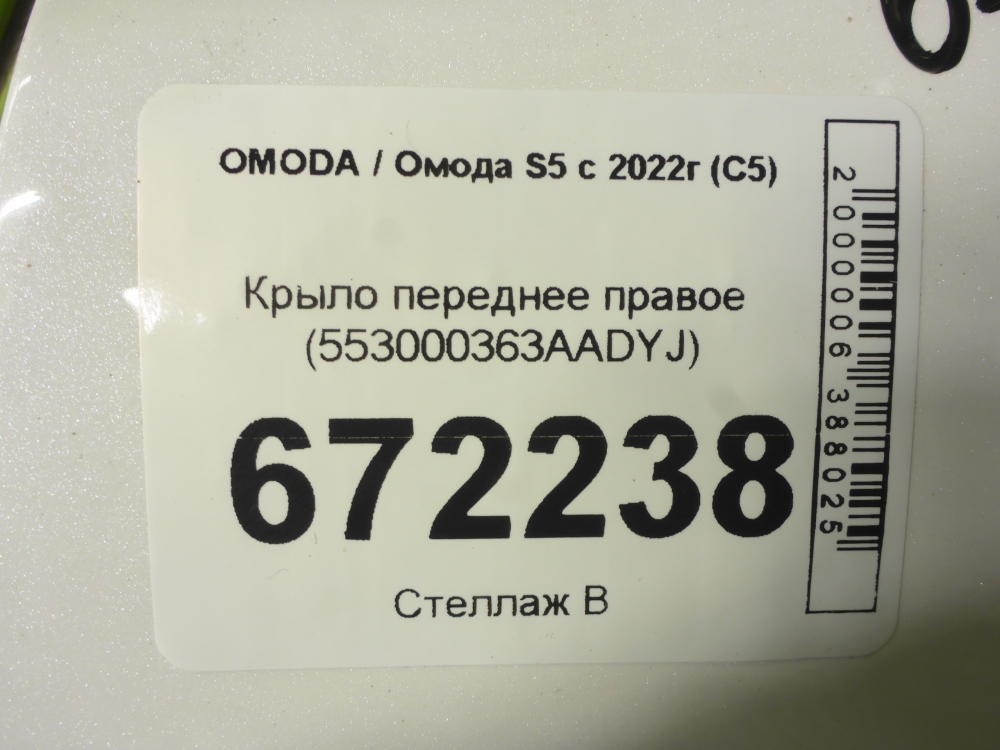 OMODA / Омода S5 с 2022г (C5)
Крыло переднее правое
(553000363AADYJ)
672238
Стеллаж В
2000006388025